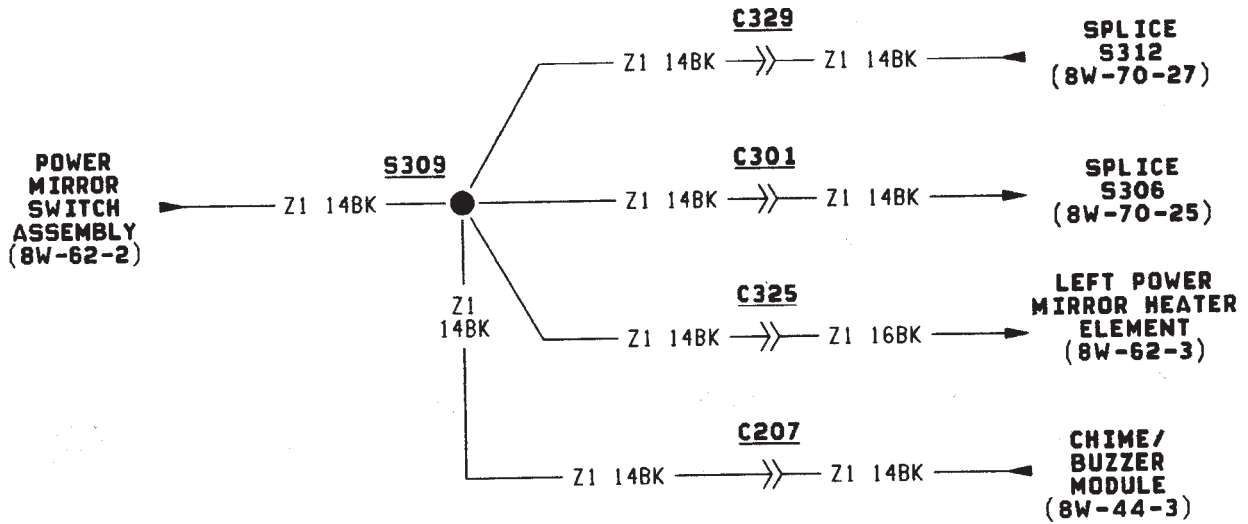 C329
Z1 14BK
Z1 14BK
SPLICE
S312
(8W-70-27)
POWER
MIRROR
SWITCH
ASSEMBLY
(8W-62-2)
Z1 14BK
S309
C301
Z1 14BK
Z1 14BK
SPLICE
S306
(8W-70-25)
Z1
14BK
C325
Z1 14BK
Z1 16BK
LEFT POWER
MIRROR HEATER
ELEMENT
(8W-62-3)
C207
Z1 14BK
Z1 14BK
CHIME/
BUZZER
MODULE
(8W-44-3)